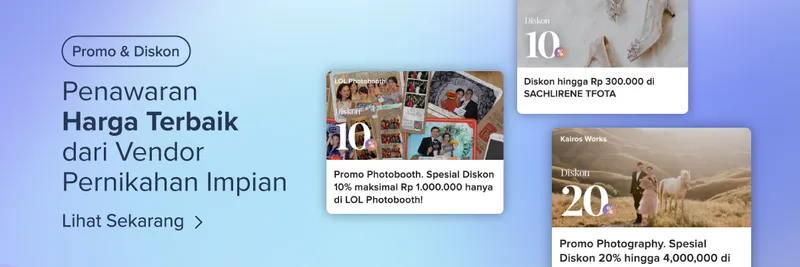 Promo & Diskon
Penawaran
Harga Terbaik
dari Vendor
Pernikahan Impian
Lihat Sekarang
LOL Photobooth
Diskon
10%
Promo Photobooth. Spesial Diskon
10% maksimal Rp 1.000.000 hanya
di LOL Photobooth!
Diskon
10%
Diskon hingga Rp 300.000 di
SACHLIRENE TFOTA
Kairos Works
Diskon
20%
Promo Photography. Spesial
Diskon 20% hingga 4,000,000 di